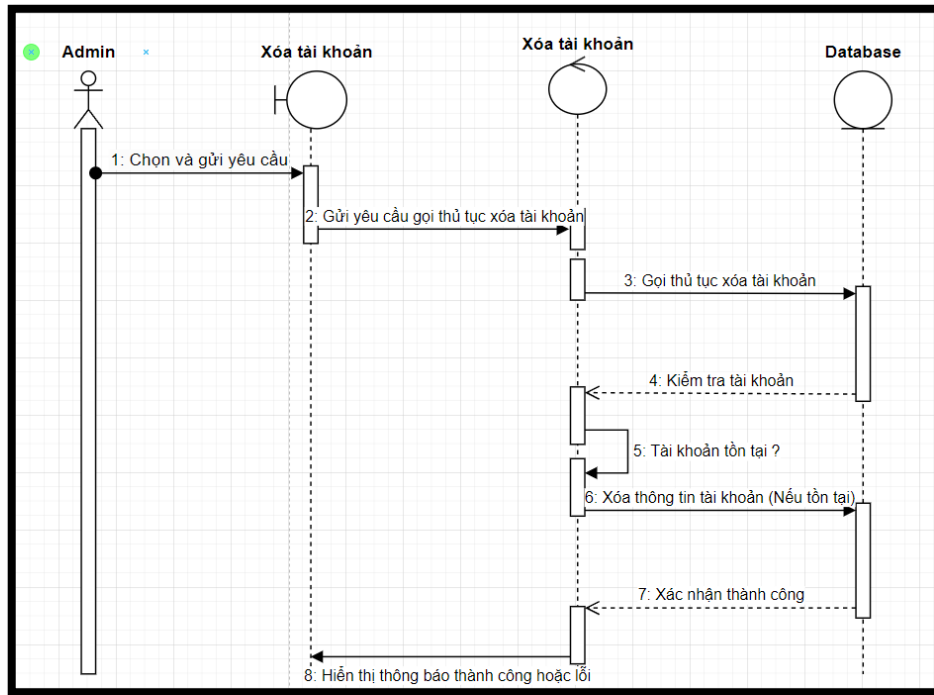 Admin
Xóa tài khoản
Xóa tài khoản
Database
1: Chọn và gửi yêu cầu
2: Gửi yêu cầu gọi thủ tục xóa tài khoản
3: Gọi thủ tục xóa tài khoản
4: Kiểm tra tài khoản
5: Tài khoản tồn tại ?
6: Xóa thông tin tài khoản (Nếu tồn tại)
7: Xác nhận thành công
8: Hiển thị thông báo thành công hoặc lỗi